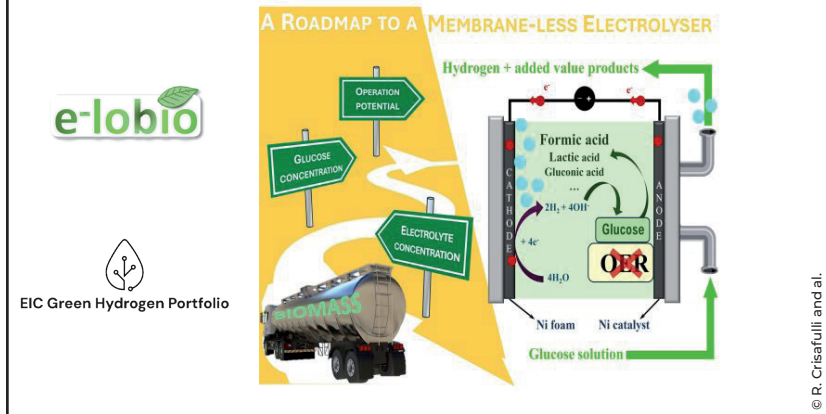 A ROADMAP TO A MEMBRANE-LESS ELECTROLYSER
e-lobio
EIC Green Hydrogen Portfolio
OPERATION
POTENTIAL
GLUCOSE
CONCENTRATION
ELECTROLYTE
CONCENTRATION
BIOMASS
Hydrogen + added value products
e⁻
- +
e⁻
CATHODE
ANODE
Formic acid
Lactic acid
Gluconic acid
...
2H₂ + 4OH⁻
+ 4e⁻
4H₂O
Glucose
OER
Ni foam
Ni catalyst
Glucose solution
© R. Crisafulli and al.